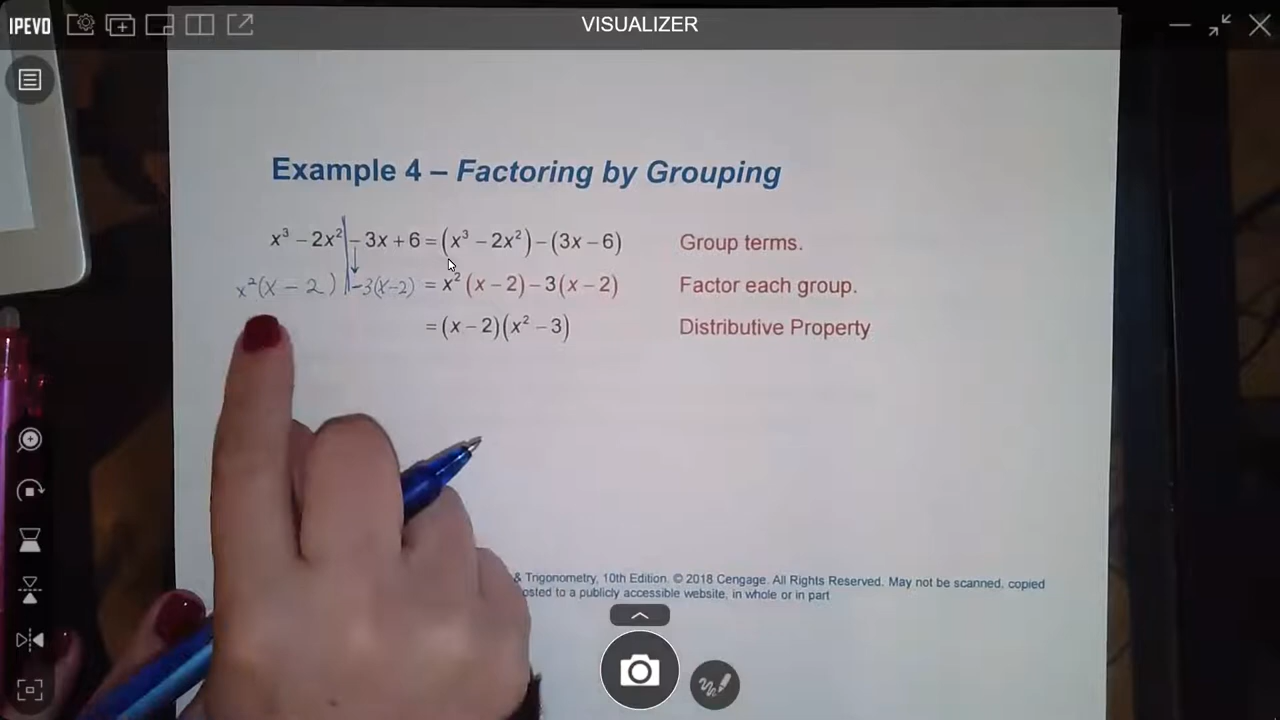 IPEVO
VISUALIZER
Example 4 – Factoring by Grouping
x³ − 2x² − 3x + 6 = (x³ − 2x²) − (3x − 6) Group terms.
x²(x − 2) −3(x−2) = x²(x − 2) − 3(x − 2) Factor each group.
= (x − 2)(x² − 3) Distributive Property
& Trigonometry, 10th Edition. © 2018 Cengage. All Rights Reserved. May not be scanned, copied
osted to a publicly accessible website, in whole or in part